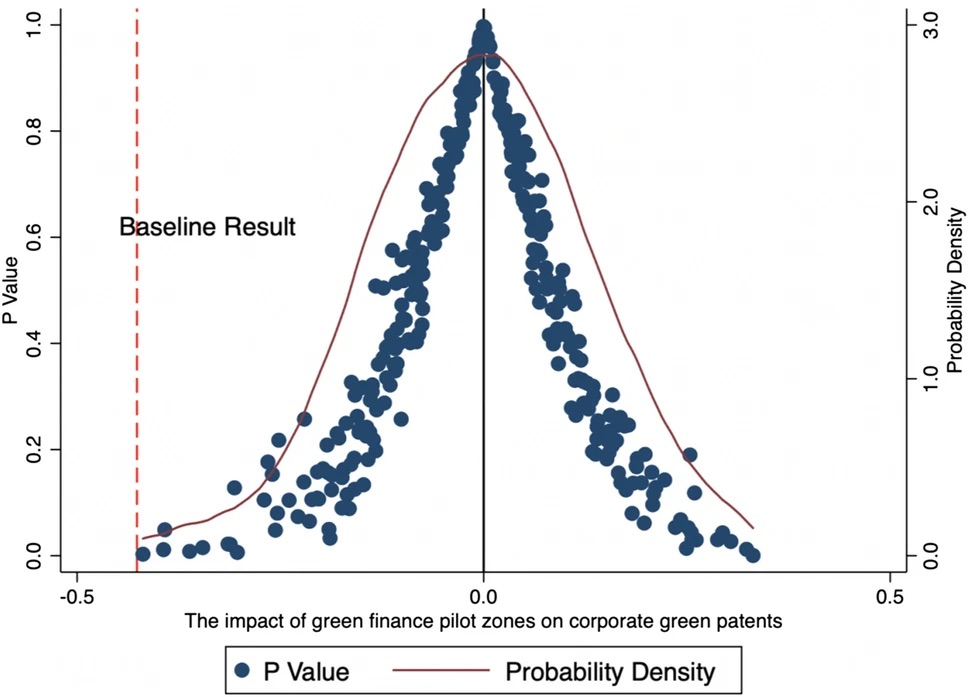 1.0
0.8
0.6
0.4
0.2
0.0
P Value
3.0
2.0
1.0
0.0
Probability Density
Baseline Result
-0.5
0.0
0.5
The impact of green finance pilot zones on corporate green patents
P Value
Probability Density